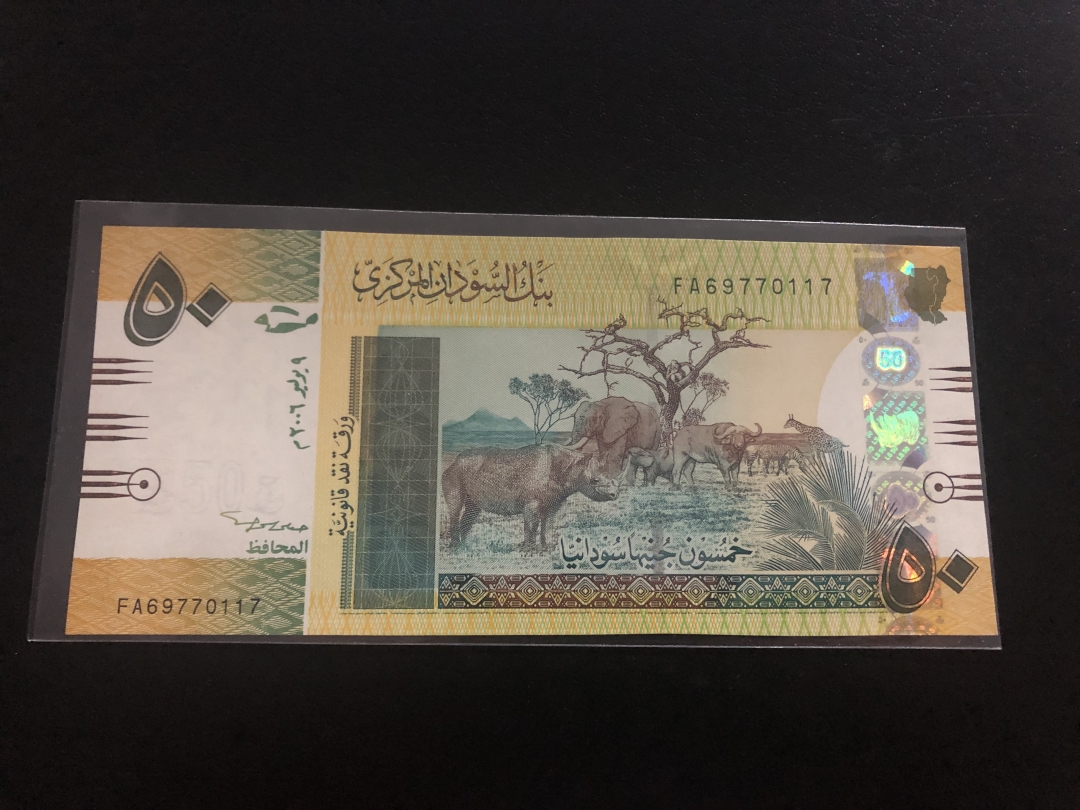 بنك السودان المركزي
FA69770117
٥٠
٩ يوليو ٢٠٠٦م
ورقة نقد قانونية
50
المحافظ
خمسون جنيها سودانيا
٥٠
FA69770117